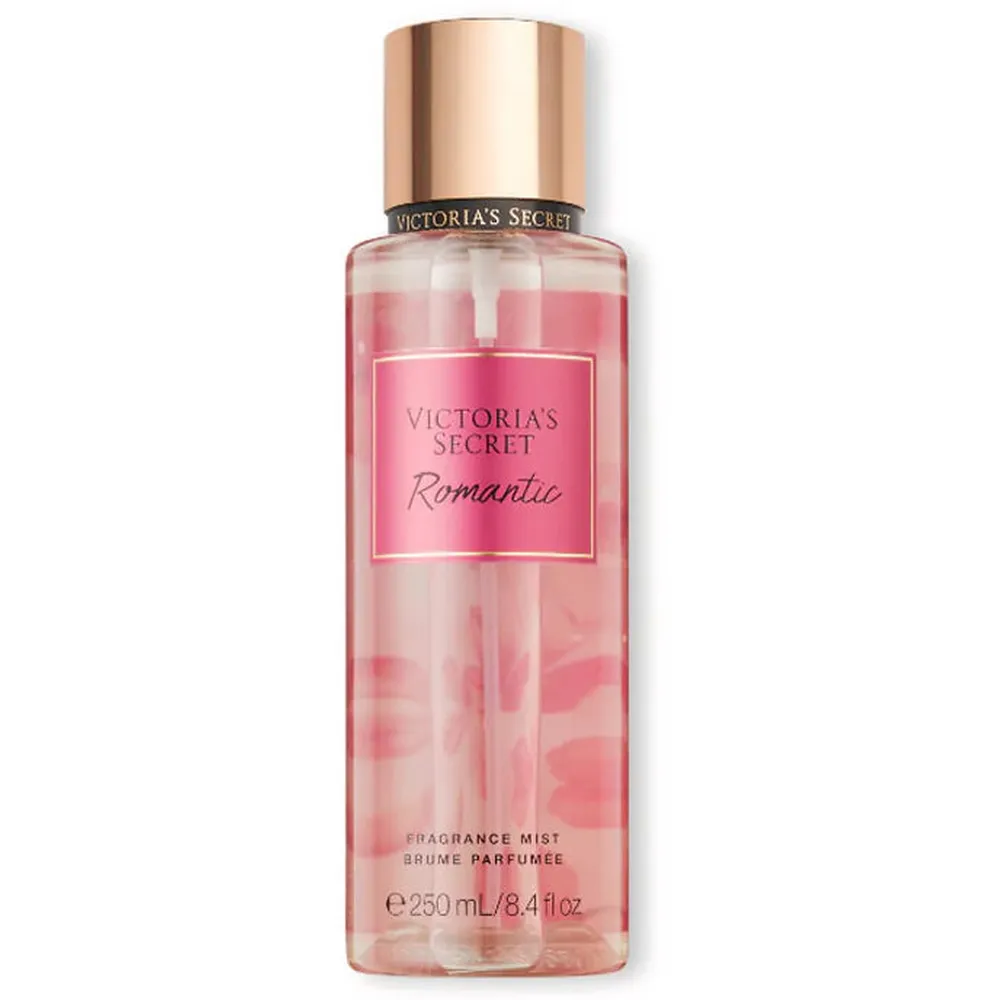 VICTORIA'S SECRET
VICTORIA'S
SECRET
Romantic
FRAGRANCE MIST
BRUME PARFUMÉE
℮ 250 mL/8.4 fl oz